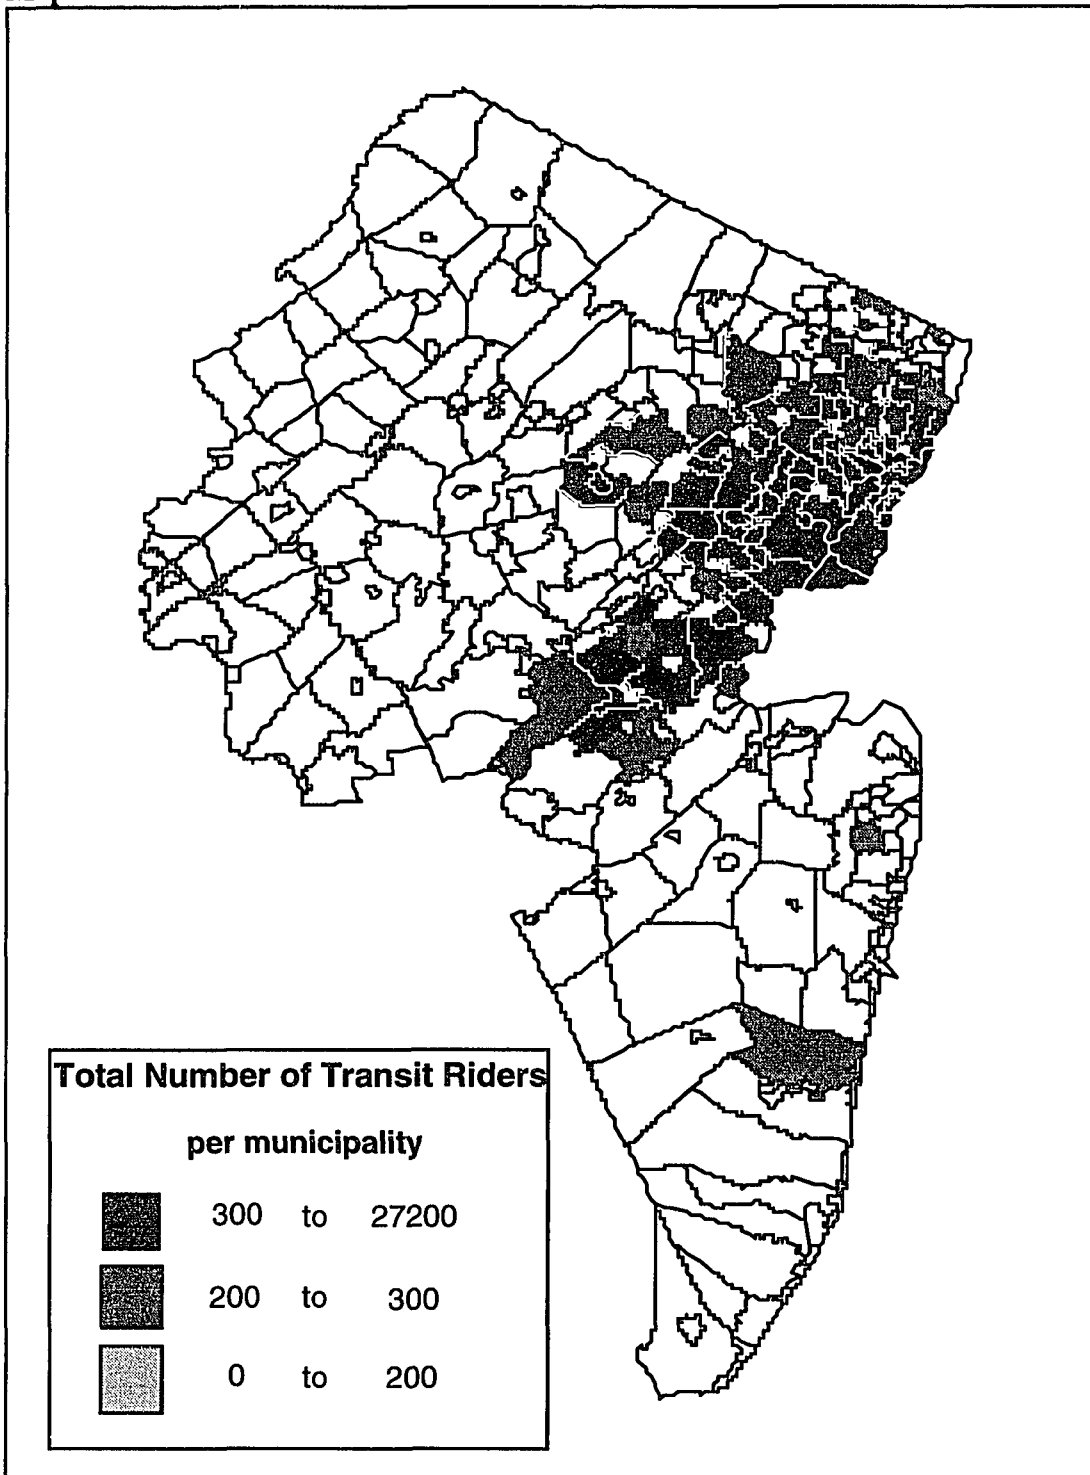 Total Number of Transit Riders
per municipality
300 to 27200
200 to 300
0 to 200